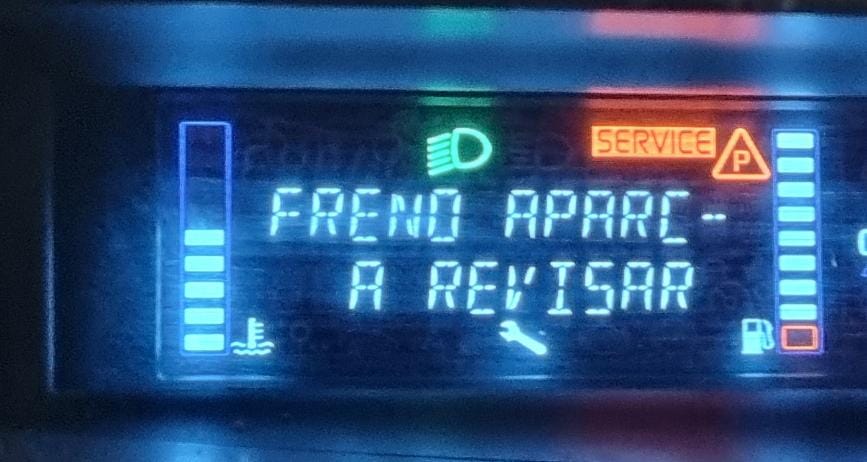 SERVICE
P
FRENO APARC-
A REVISAR